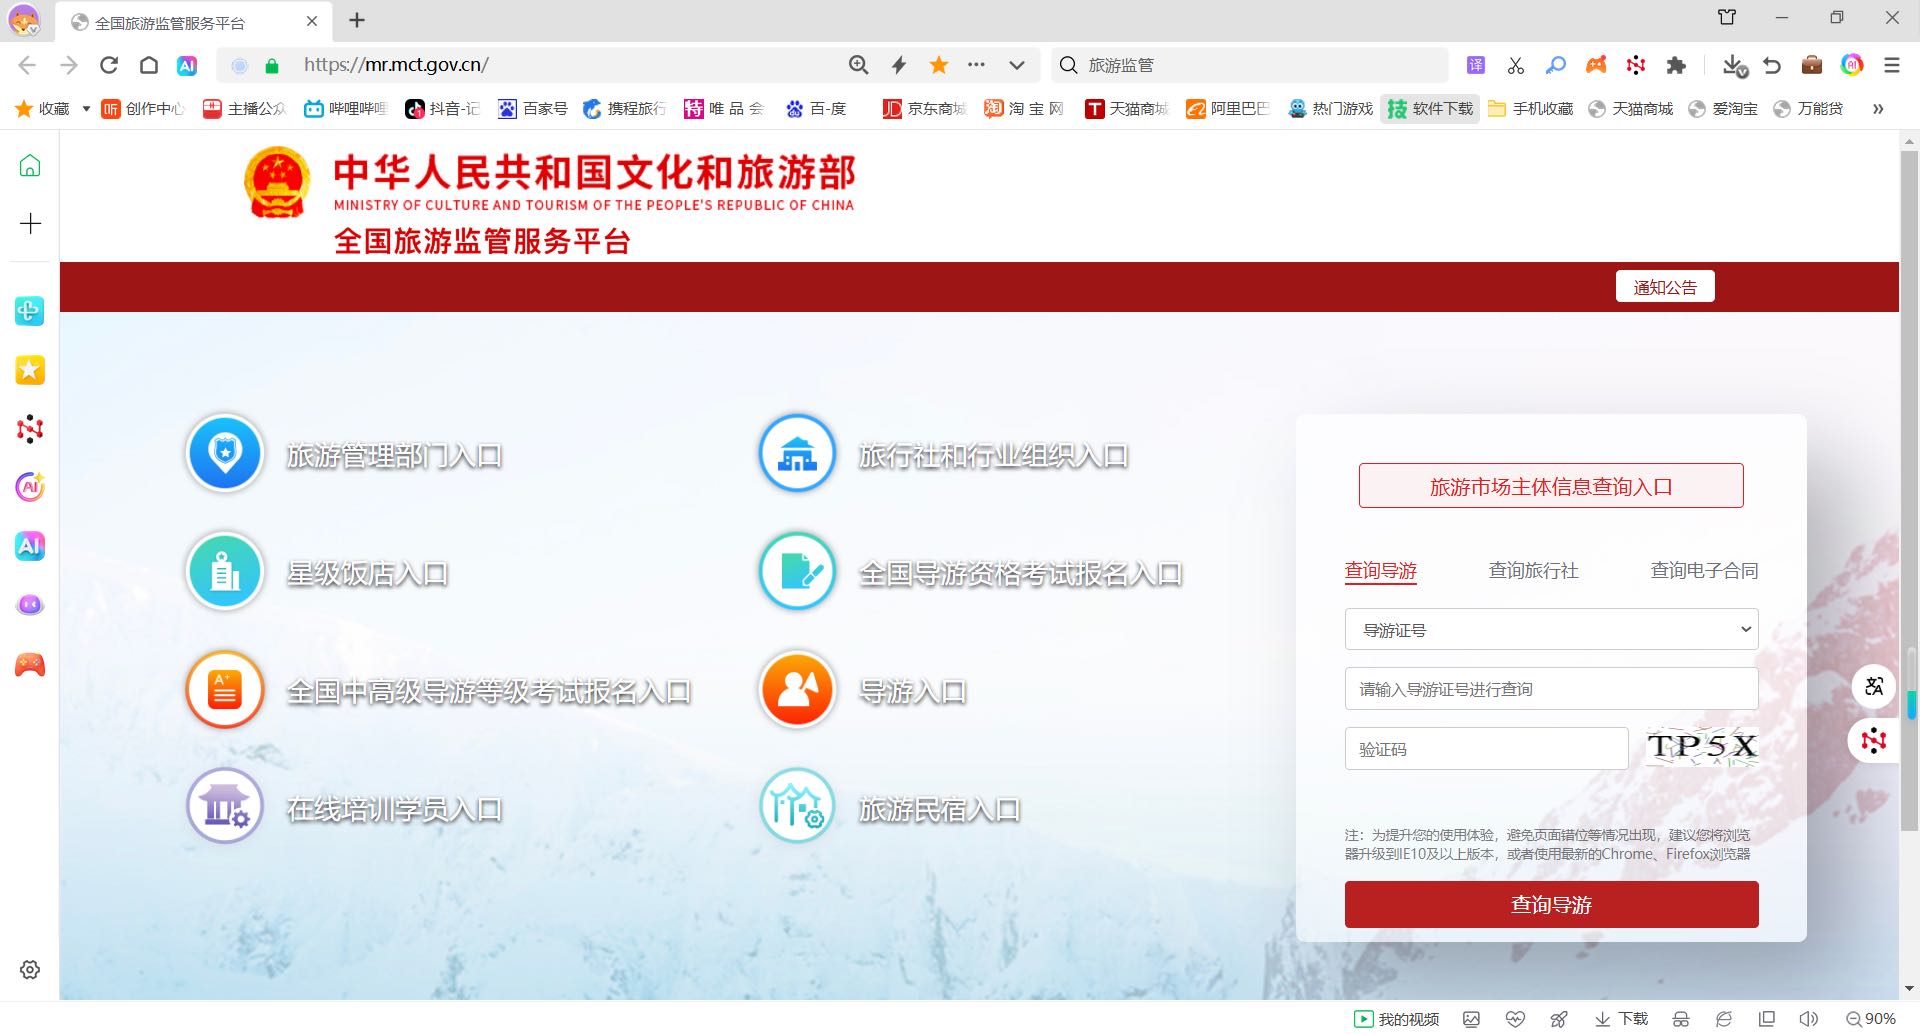 全国旅游监管服务平台
https://mr.mct.gov.cn/
旅游监管
译
收藏
听 创作中心
主播公众
哔哩哔哩
抖音-记
百家号
携程旅行
特 唯 品 会
百-度
JD 京东商城
淘 淘 宝 网
T 天猫商城
阿里巴巴
热门游戏
技 软件下载
手机收藏
天猫商城
爱淘宝
万能贷
中华人民共和国文化和旅游部
MINISTRY OF CULTURE AND TOURISM OF THE PEOPLE'S REPUBLIC OF CHINA
全国旅游监管服务平台
通知公告
旅游管理部门入口
旅行社和行业组织入口
星级饭店入口
全国导游资格考试报名入口
A+
全国中高级导游等级考试报名入口
导游入口
在线培训学员入口
旅游民宿入口
旅游市场主体信息查询入口
查询导游
查询旅行社
查询电子合同
导游证号
请输入导游证号进行查询
验证码
TP5X
注：为提升您的使用体验，避免页面错位等情况出现，建议您将浏览
器升级到IE10及以上版本，或者使用最新的Chrome、Firefox浏览器
查询导游
AI
AI
我的视频
下载
90%